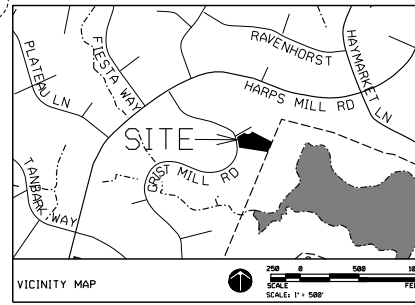 PLATEAU LN
FIESTA WAY
RAVENHORST
HAYMARKET LN
HARPS MILL RD
SITE
GRIST MILL RD
TANBARK WAY
VICINITY MAP
250 0 500
SCALE
SCALE: 1" = 500'